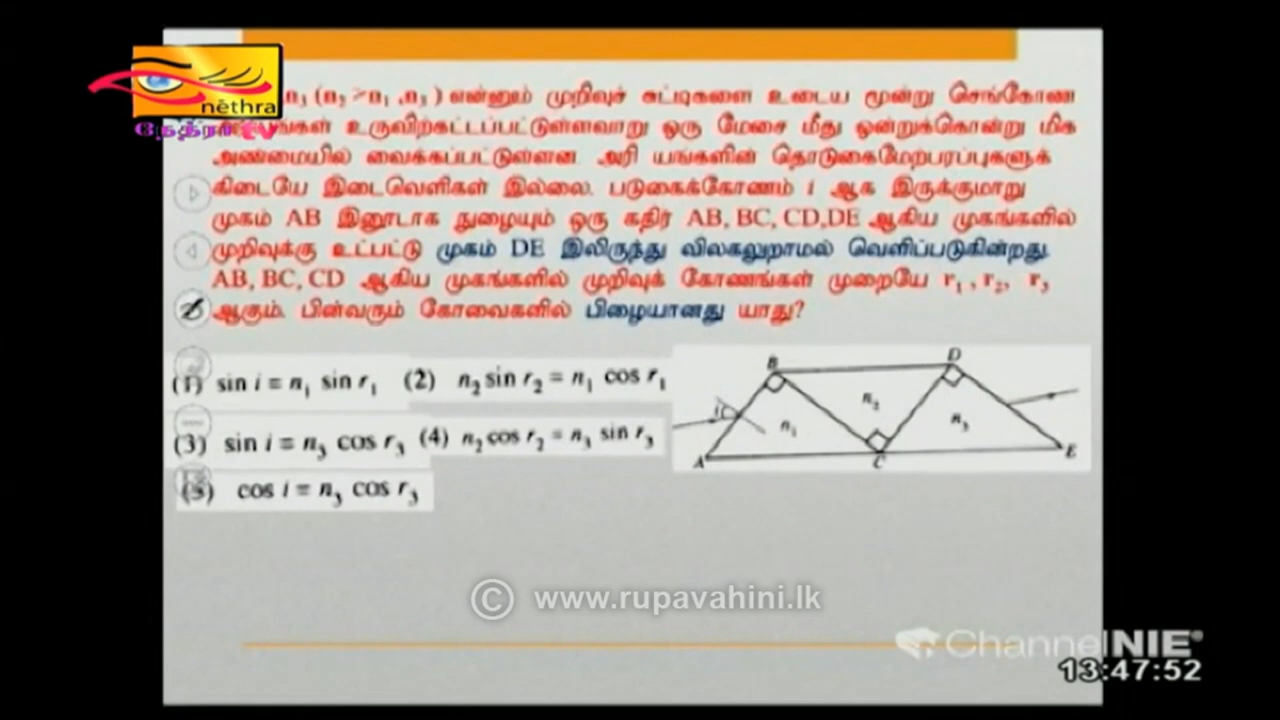 néthra
நேத்ரா TV
n₃ (n₂ >n₁ ,n₃ ) என்னும் முறிவுச் சுட்டிகளை உடைய மூன்று செங்கோண
உருவிற்கட்டப்பட்டுள்ளவாறு ஒரு மேசை மீது ஒன்றுக்கொன்று மிக
அண்மையில் வைக்கப்பட்டுள்ளன அரி யங்களின் தொடுகைமேற்பரப்புகளுக்
கிடையே இடைவெளிகள் இல்லை. படுகைக்கோணம் i ஆக இருக்குமாறு
முகம் AB இனூடாக நுழையும் ஒரு கதிர் AB, BC, CD,DE ஆகிய முகங்களில்
முறிவுக்கு உட்பட்டு முகம் DE இலிருந்து விலகலுறாமல் வெளிப்படுகின்றது.
AB, BC, CD ஆகிய முகங்களில் முறிவுக் கோணங்கள் முறையே r₁ , r₂, r₃
ஆகும். பின்வரும் கோவைகளில் பிழையானது யாது?
(1) sin i = n₁ sin r₁ (2) n₂ sin r₂ = n₁ cos r₁
(3) sin i = n₃ cos r₃ (4) n₂ cos r₂ = n₃ sin r₃
(5) cos i = n₃ cos r₃
B D
i n₁ n₂ n₃
A C E
© www.rupavahini.lk
ChannelNIE®
13:47:52